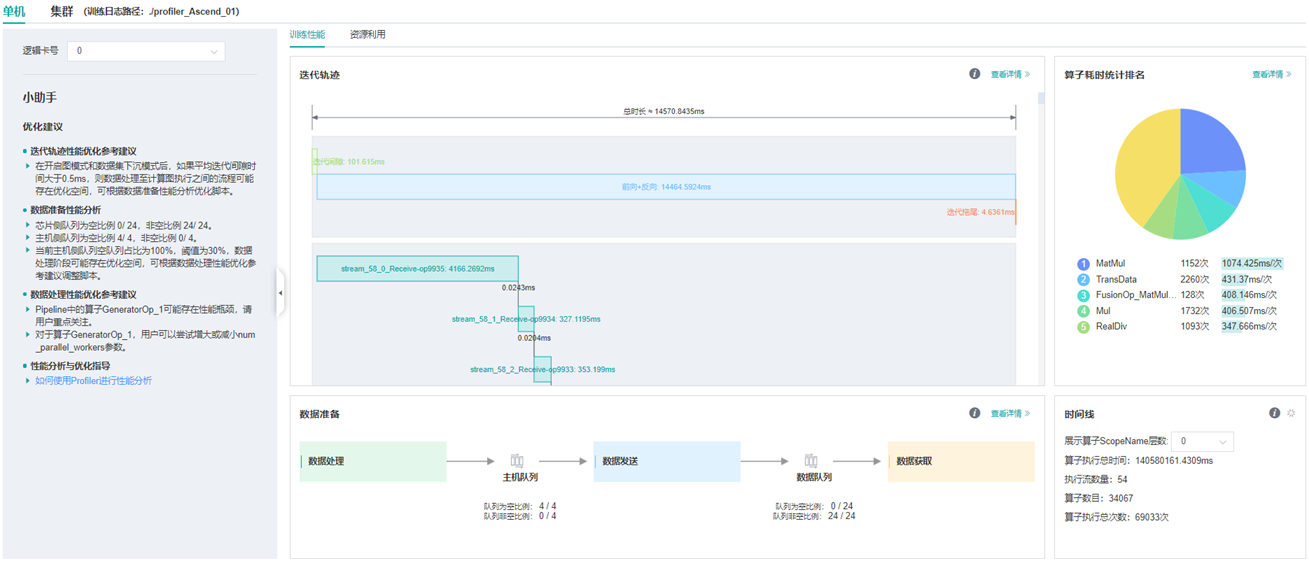 单机 集群 (训练日志路径：./profiler_Ascend_01)
逻辑卡号 0
小助手
优化建议
迭代轨迹性能优化参考建议
在开启图模式和数据集下沉模式后，如果平均迭代间隙时
间大于0.5ms，则数据处理至计算图执行之间的流程可能
存在优化空间，可根据数据准备性能分析优化脚本。
数据准备性能分析
芯片侧队列为空比例 0/ 24，非空比例 24/ 24。
主机侧队列为空比例 4/ 4，非空比例 0/ 4。
当前主机侧队列空队列占比为100%，阈值为30%，数据
处理阶段可能存在优化空间，可根据数据处理性能优化参
考建议调整脚本。
数据处理性能优化参考建议
Pipeline中的算子GeneratorOp_1可能存在性能瓶颈，请
用户重点关注。
对于算子GeneratorOp_1，用户可以尝试增大或减小num
_parallel_workers参数。
性能分析与优化指导
如何使用Profiler进行性能分析
训练性能 资源利用
迭代轨迹 查看详情
总时长 ≈ 14570.8435ms
迭代间隙: 101.615ms
前向+反向: 14464.5924ms
迭代拖尾: 4.6361ms
stream_58_0_Receive-op9935: 4166.2692ms
0.0243ms
stream_58_1_Receive-op9934: 327.1195ms
0.0204ms
stream_58_2_Receive-op9933: 353.199ms
算子耗时统计排名 查看详情
1 MatMul 1152次 1074.425ms/次
2 TransData 2260次 431.37ms/次
3 FusionOp_MatMul... 128次 408.146ms/次
4 Mul 1732次 406.507ms/次
5 RealDiv 1093次 347.666ms/次
数据准备 查看详情
数据处理 主机队列 数据发送 数据队列 数据获取
队列为空比例: 4 / 4 队列为空比例: 0 / 24
队列非空比例: 0 / 4 队列非空比例: 24 / 24
时间线
展示算子ScopeName层数: 0
算子执行总时间：140580161.4309ms
执行流数量：54
算子数目：34067
算子执行总次数：69033次